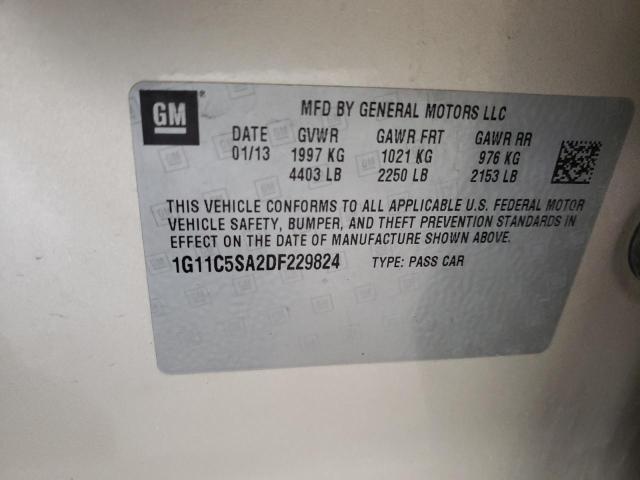 GM
MFD BY GENERAL MOTORS LLC
DATE GVWR GAWR FRT GAWR RR
01/13 1997 KG 1021 KG 976 KG
4403 LB 2250 LB 2153 LB
THIS VEHICLE CONFORMS TO ALL APPLICABLE U.S. FEDERAL MOTOR
VEHICLE SAFETY, BUMPER, AND THEFT PREVENTION STANDARDS IN
EFFECT ON THE DATE OF MANUFACTURE SHOWN ABOVE.
1G11C5SA2DF229824 TYPE: PASS CAR